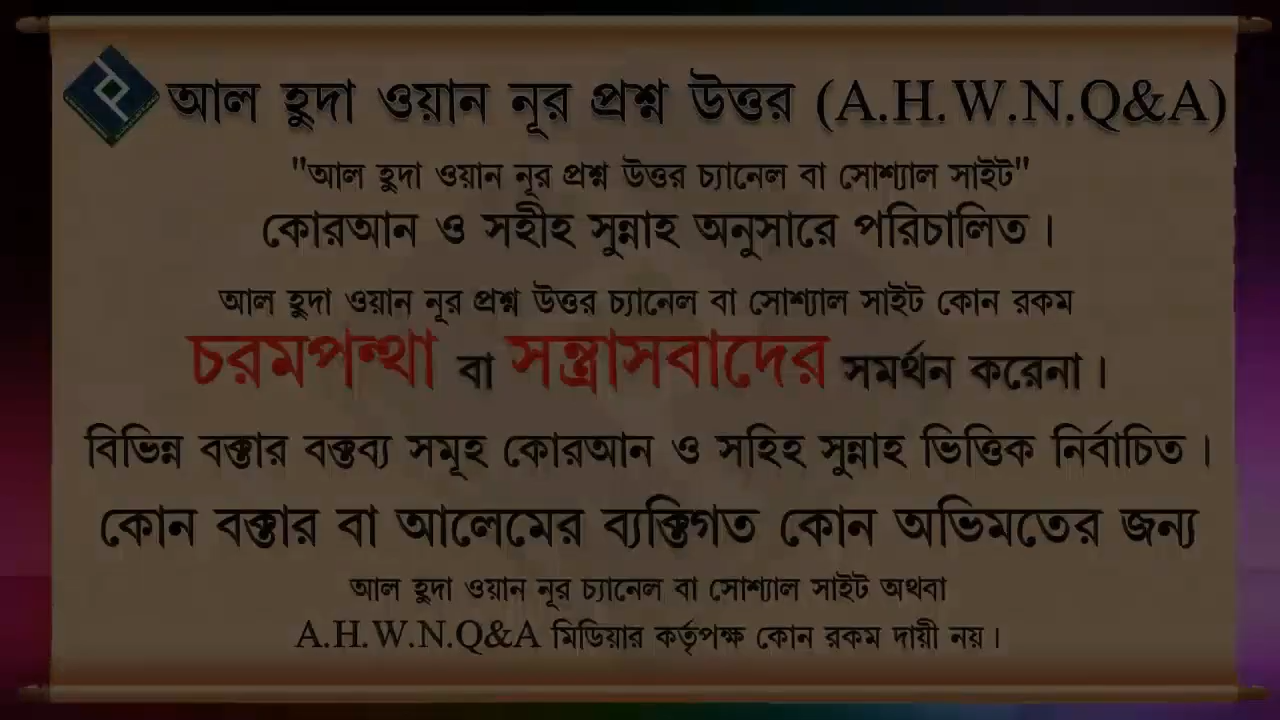 আল হুদা ওয়ান নূর প্রশ্ন উত্তর (A.H.W.N.Q&A)
"আল হুদা ওয়ান নূর প্রশ্ন উত্তর চ্যানেল বা সোশ্যাল সাইট"
কোরআন ও সহীহ সুন্নাহ অনুসারে পরিচালিত ।
আল হুদা ওয়ান নূর প্রশ্ন উত্তর চ্যানেল বা সোশ্যাল সাইট কোন রকম
চরমপন্থা বা সন্ত্রাসবাদের সমর্থন করেনা ।
বিভিন্ন বক্তার বক্তব্য সমূহ কোরআন ও সহিহ সুন্নাহ ভিত্তিক নির্বাচিত ।
কোন বক্তার বা আলেমের ব্যক্তিগত কোন অভিমতের জন্য
আল হুদা ওয়ান নূর চ্যানেল বা সোশ্যাল সাইট অথবা
A.H.W.N.Q&A মিডিয়ার কর্তৃপক্ষ কোন রকম দায়ী নয় ।